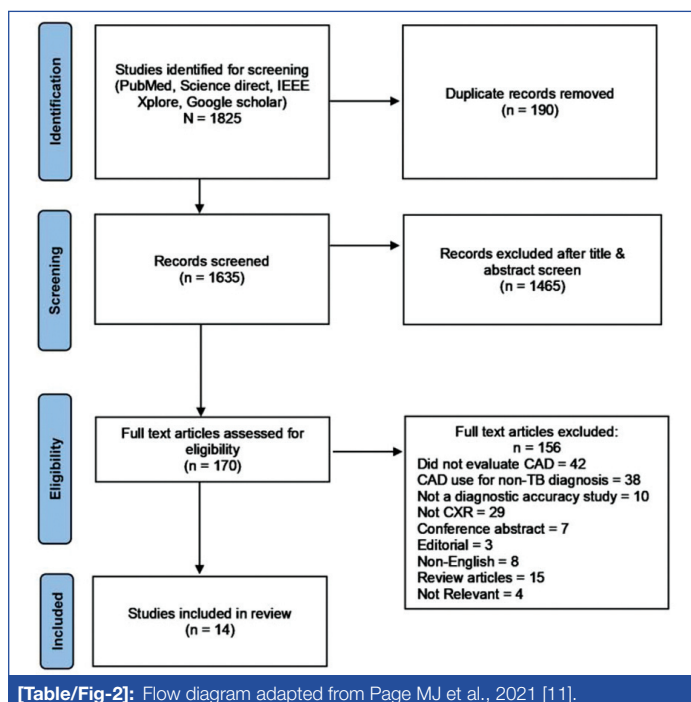 Identification
Studies identified for screening
(PubMed, Science direct, IEEE
Xplore, Google scholar)
N = 1825
Duplicate records removed
(n = 190)
Screening
Records screened
(n = 1635)
Records excluded after title &
abstract screen
(n = 1465)
Eligibility
Full text articles assessed for
eligibility
(n = 170)
Full text articles excluded:
n = 156
Did not evaluate CAD = 42
CAD use for non-TB diagnosis = 38
Not a diagnostic accuracy study = 10
Not CXR = 29
Conference abstract = 7
Editorial = 3
Non-English = 8
Review articles = 15
Not Relevant = 4
Included
Studies included in review
(n = 14)
[Table/Fig-2]: Flow diagram adapted from Page MJ et al., 2021 [11].